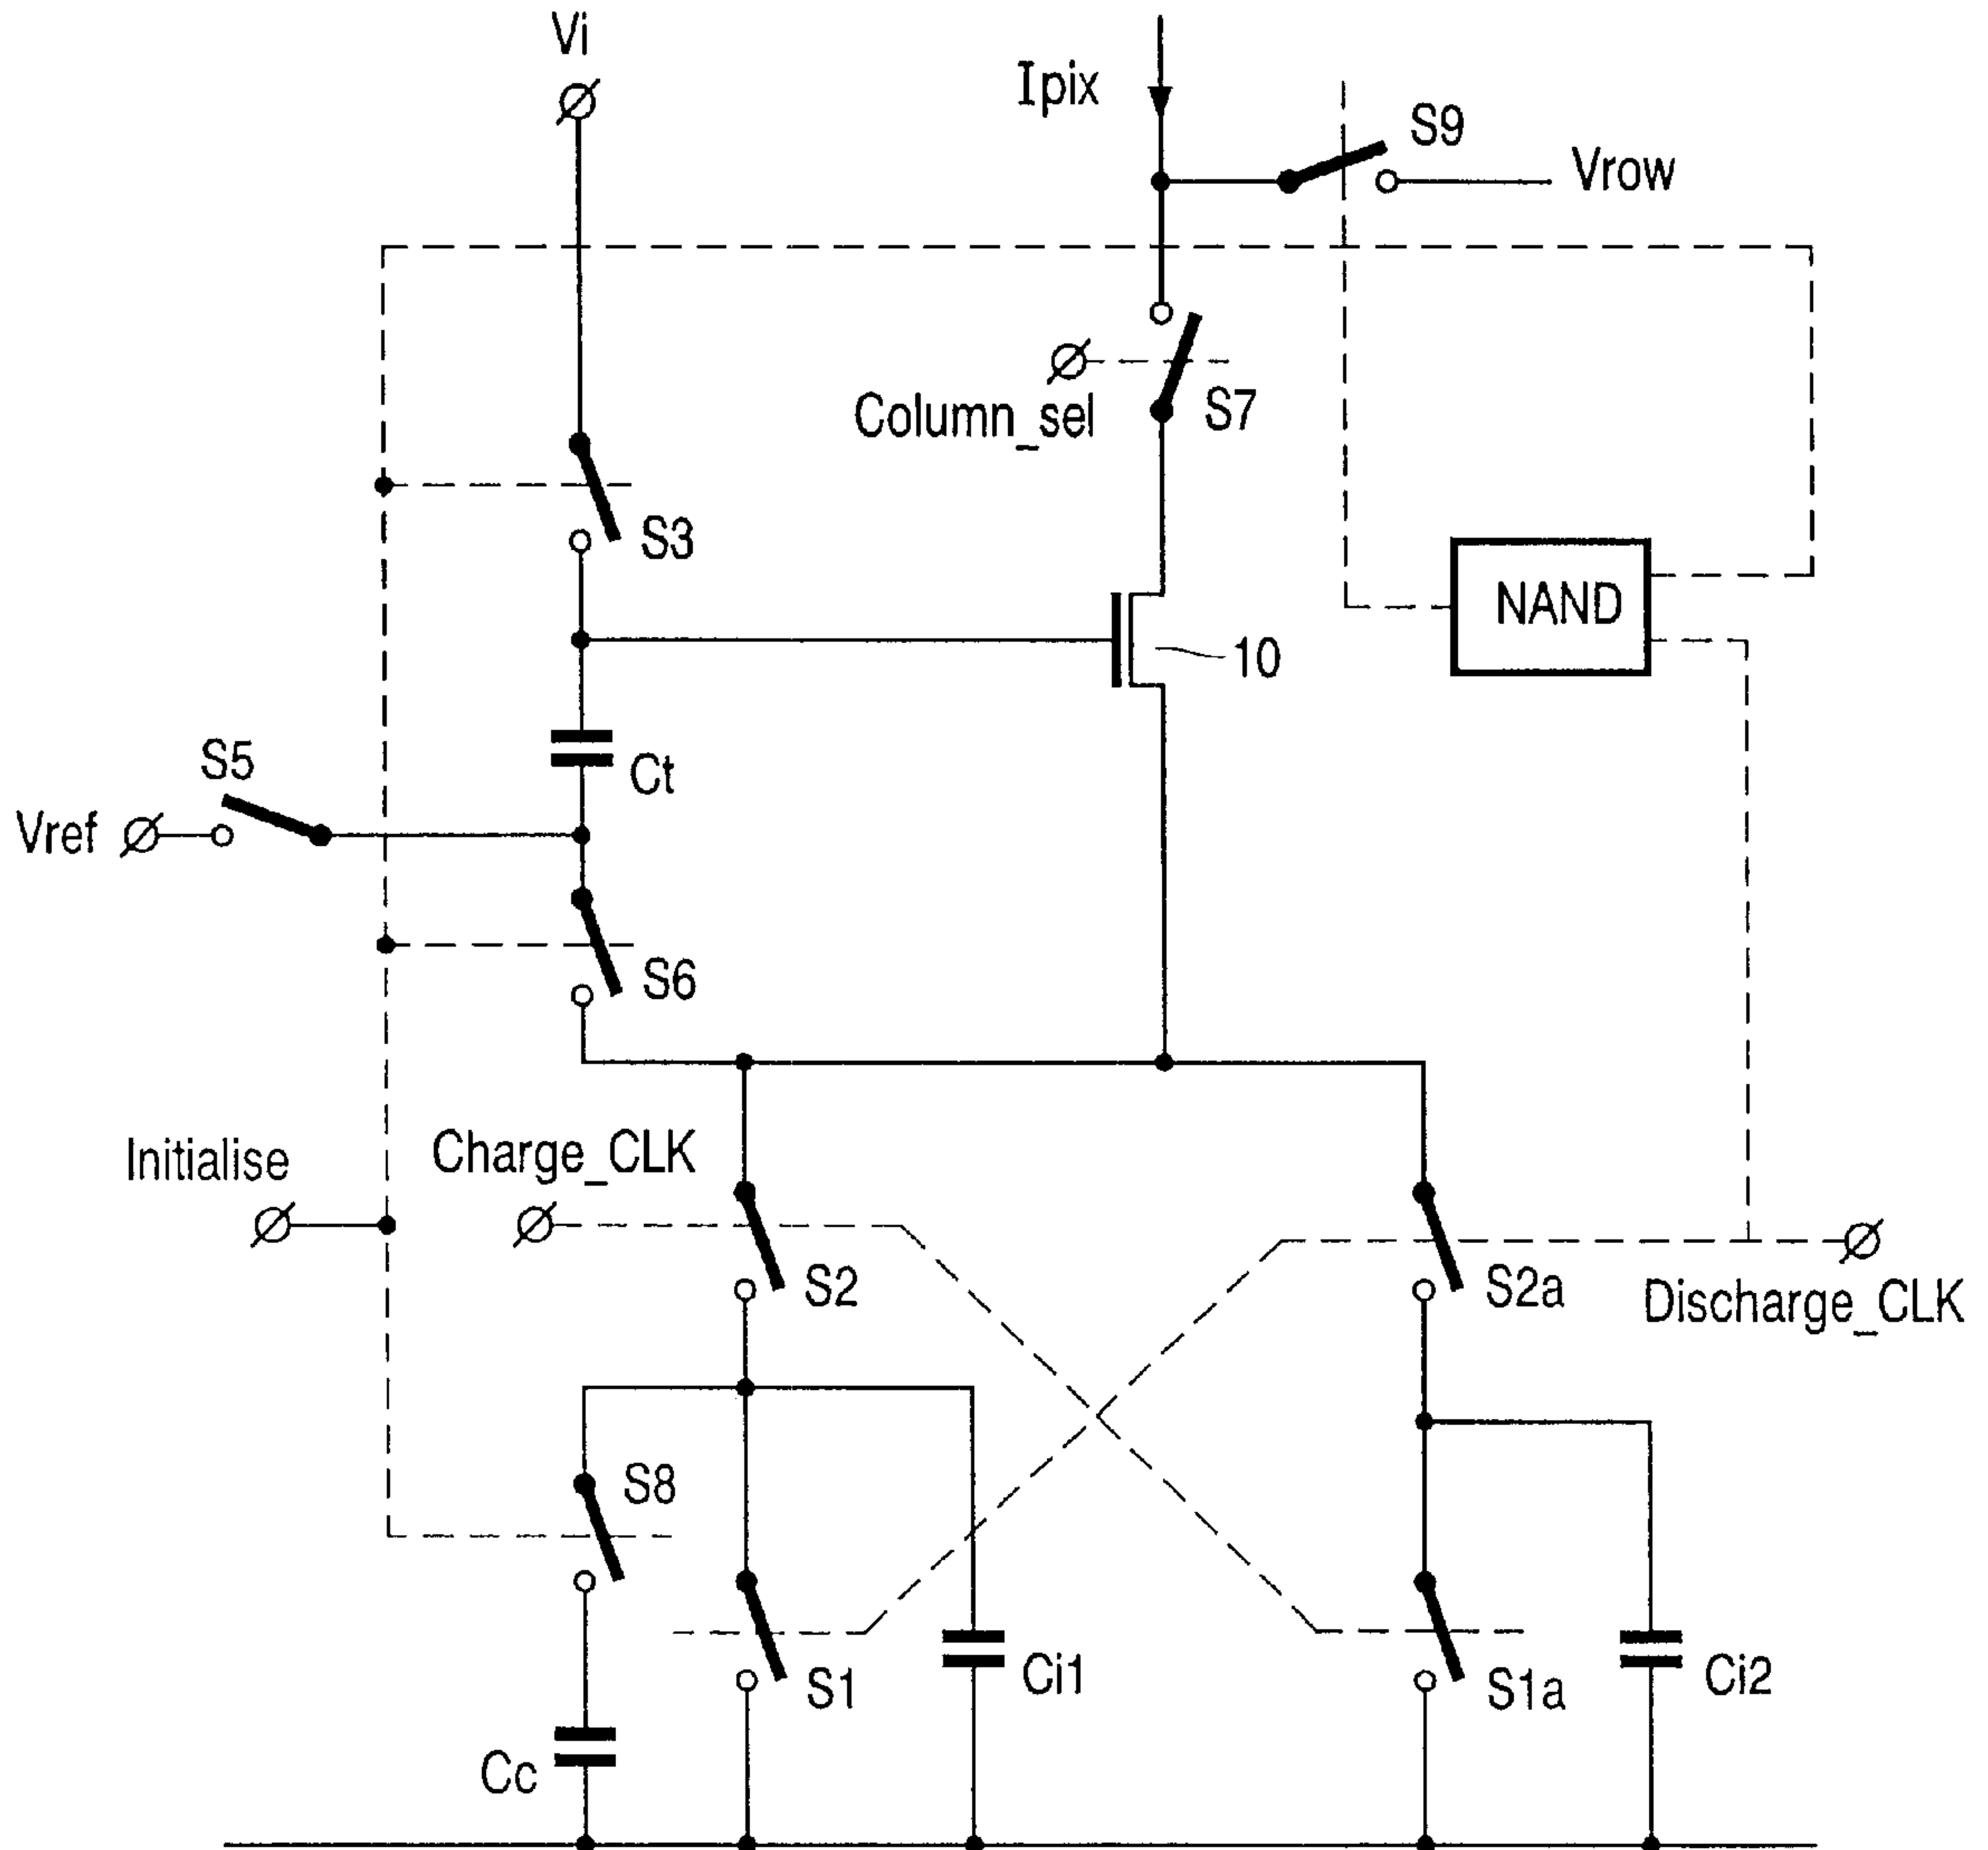 Vi
Ipix
S9
Vrow
Column_sel
S7
S3
NAND
10
S5
Ct
Vref
S6
Initialise
Charge_CLK
S2
S2a
Discharge_CLK
S8
S1
Ci1
S1a
Ci2
Cc